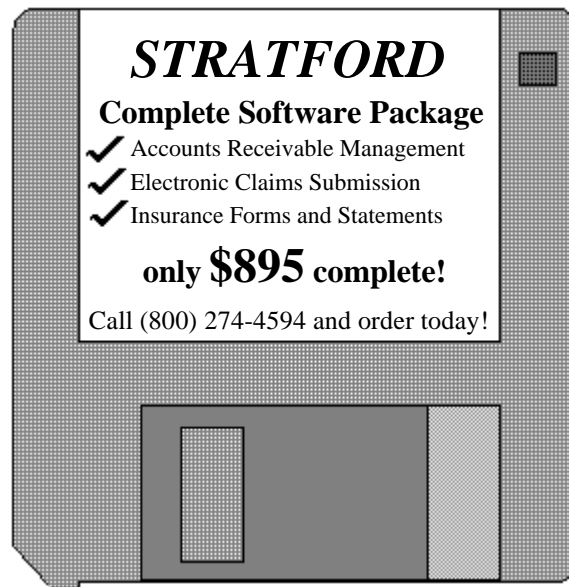 STRATFORD
Complete Software Package
Accounts Receivable Management
Electronic Claims Submission
Insurance Forms and Statements
only $895 complete!
Call (800) 274-4594 and order today!